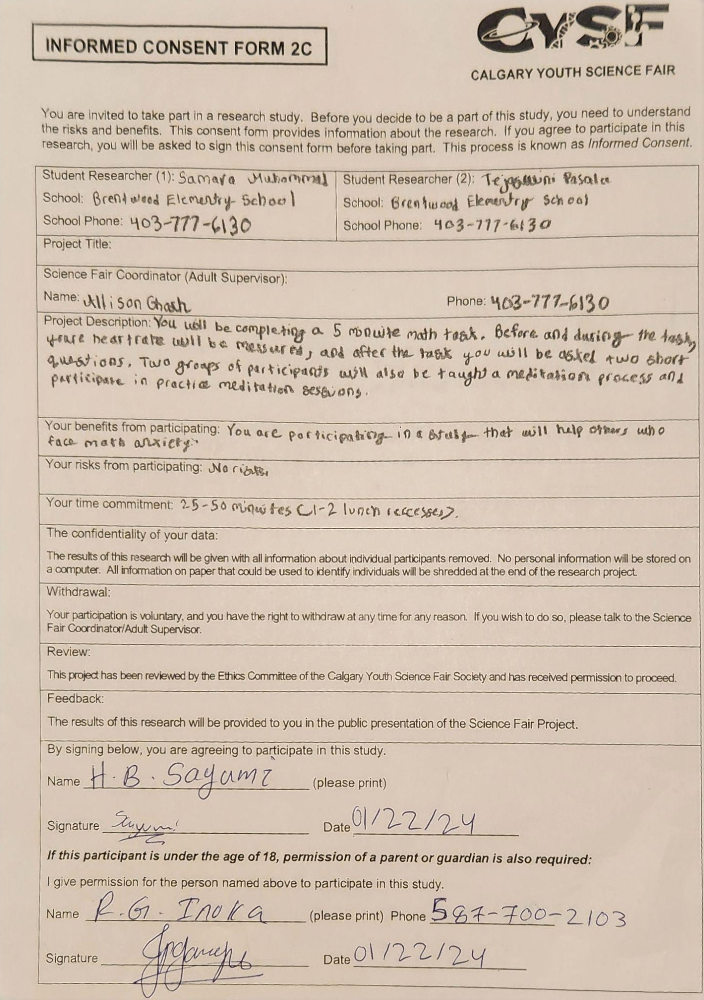 INFORMED CONSENT FORM 2C
CYSF
CALGARY YOUTH SCIENCE FAIR
You are invited to take part in a research study. Before you decide to be a part of this study, you need to understand
the risks and benefits. This consent form provides information about the research. If you agree to participate in this
research, you will be asked to sign this consent form before taking part. This process is known as Informed Consent.
Student Researcher (1): Samara Muhammad
School: Brentwood Elementry School
School Phone: 403-777-6130
Student Researcher (2):
School: Brentwood Elementry School
School Phone: 403-777-6130
Project Title:
Science Fair Coordinator (Adult Supervisor):
Name: Allison Phone: 403-777-6130
Project Description: You will be completing a 5 minute math task. Before and during the task,
youre heartrate will be messured, and after the task you will be asked two short
questions. Two groups of participants will also be taught a meditation process and
participate in practice meditation sessions.
Your benefits from participating: You are participating in a study that will help others who
face math anxiety.
Your risks from participating: No risks.
Your time commitment: 25-50 minutes (1-2 lunch reccesses).
The confidentiality of your data:
The results of this research will be given with all information about individual participants removed. No personal information will be stored on
a computer. All information on paper that could be used to identify individuals will be shredded at the end of the research project.
Withdrawal:
Your participation is voluntary, and you have the right to withdraw at any time for any reason. If you wish to do so, please talk to the Science
Fair Coordinator/Adult Supervisor.
Review:
This project has been reviewed by the Ethics Committee of the Calgary Youth Science Fair Society and has received permission to proceed.
Feedback:
The results of this research will be provided to you in the public presentation of the Science Fair Project.
By signing below, you are agreeing to participate in this study.
Name H. B. Sayumi (please print)
Signature Sayumi Date 01/22/24
If this participant is under the age of 18, permission of a parent or guardian is also required:
I give permission for the person named above to participate in this study.
Name R. G. Inoka (please print) Phone 587-700-2103
Signature Date 01/22/24